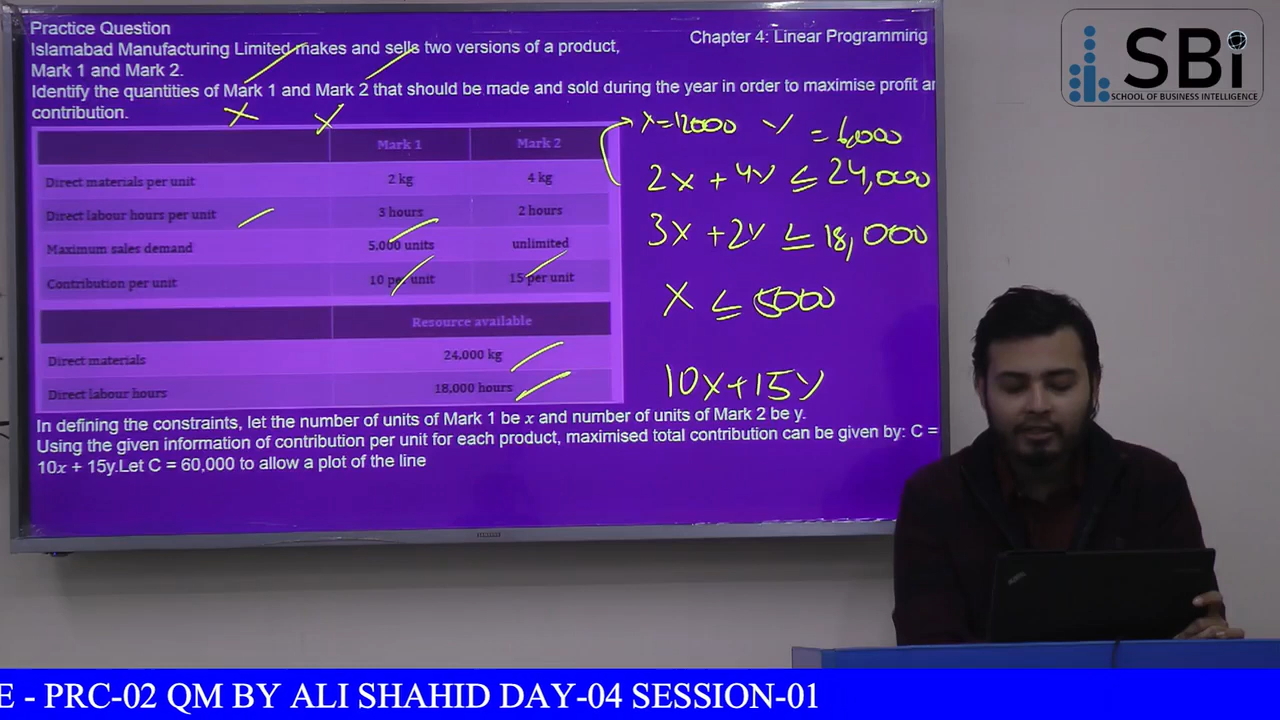 Practice Question
Chapter 4: Linear Programming
Islamabad Manufacturing Limited makes and sells two versions of a product,
Mark 1 and Mark 2.
Identify the quantities of Mark 1 and Mark 2 that should be made and sold during the year in order to maximise profit ar
contribution.
x y
Mark 1 Mark 2
Direct materials per unit 2 kg 4 kg
Direct labour hours per unit 3 hours 2 hours
Maximum sales demand 5,000 units unlimited
Contribution per unit 10 per unit 15 per unit
Resource available
Direct materials 24,000 kg
Direct labour hours 18,000 hours
x=12000 y = 6,000
2x + 4y ≤ 24,000
3x + 2y ≤ 18,000
x ≤ 5000
10x+15y
In defining the constraints, let the number of units of Mark 1 be x and number of units of Mark 2 be y.
Using the given information of contribution per unit for each product, maximised total contribution can be given by: C =
10x + 15y.Let C = 60,000 to allow a plot of the line
SBi
SCHOOL OF BUSINESS INTELLIGENCE
E - PRC-02 QM BY ALI SHAHID DAY-04 SESSION-01